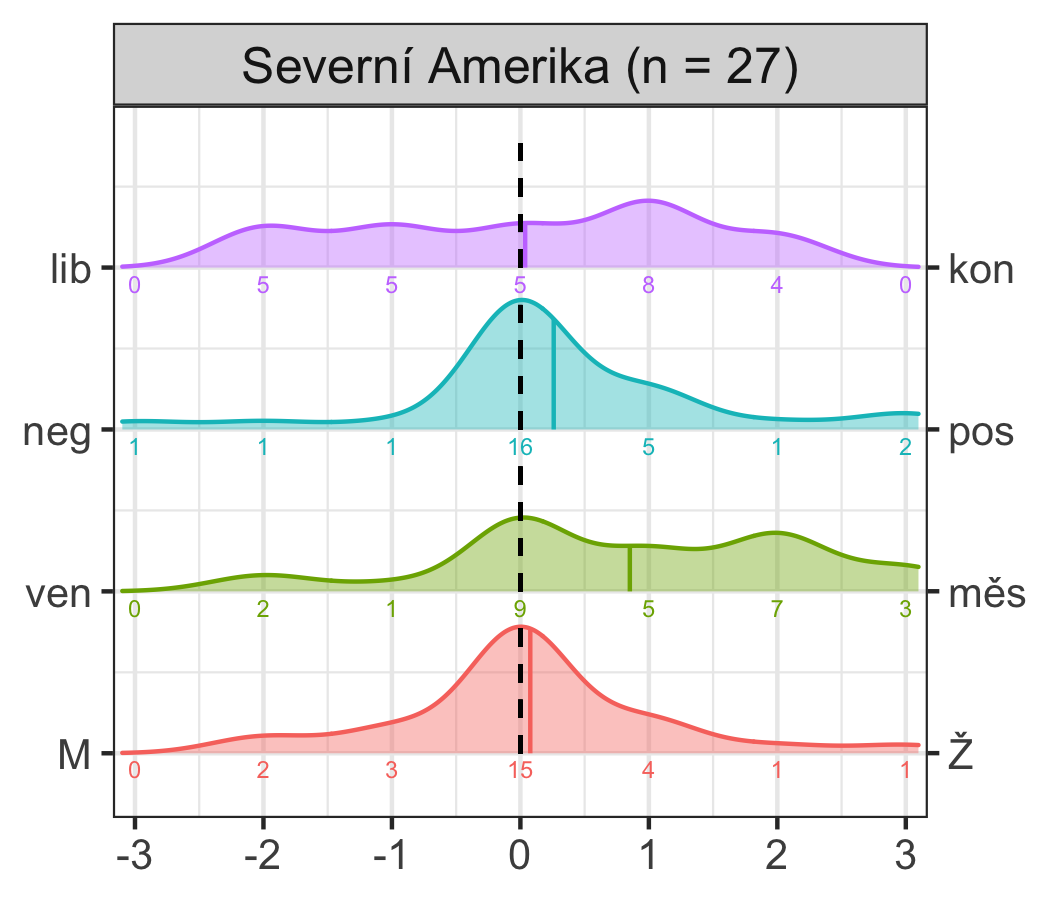 Severní Amerika (n = 27)
lib kon
0 5 5 5 8 4 0
neg pos
1 1 1 16 5 1 2
ven měs
0 2 1 9 5 7 3
M Ž
0 2 3 15 4 1 1
-3 -2 -1 0 1 2 3